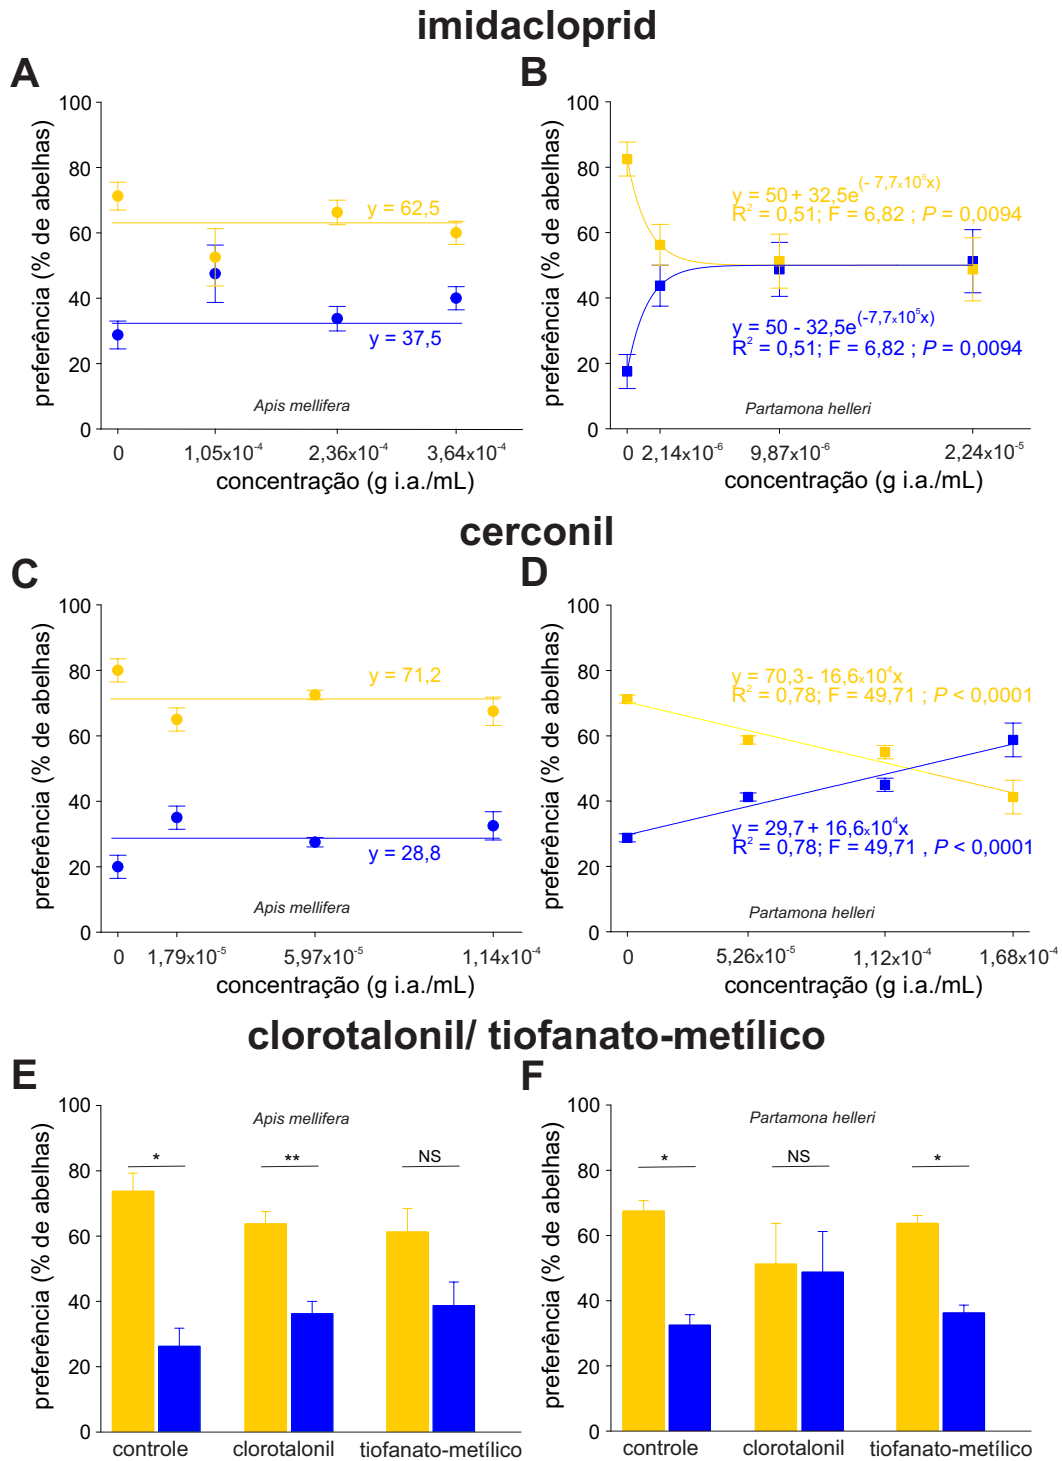 imidacloprid
A
preferência (% de abelhas)
100
80
60
40
20
0
y = 62,5
y = 37,5
Apis mellifera
0 1,05x10⁻⁴ 2,36x10⁻⁴ 3,64x10⁻⁴
concentração (g i.a./mL)
B
preferência (% de abelhas)
100
80
60
40
20
0
y = 50 + 32,5e^(- 7,7x10⁵x)
R² = 0,51; F = 6,82 ; P = 0,0094
y = 50 - 32,5e^(-7,7x10⁵x)
R² = 0,51; F = 6,82 ; P = 0,0094
Partamona helleri
0 2,14x10⁻⁶ 9,87x10⁻⁶ 2,24x10⁻⁵
concentração (g i.a./mL)
cerconil
C
preferência (% de abelhas)
100
80
60
40
20
0
y = 71,2
y = 28,8
Apis mellifera
0 1,79x10⁻⁵ 5,97x10⁻⁵ 1,14x10⁻⁴
concentração (g i.a./mL)
D
preferência (% de abelhas)
100
80
60
40
20
0
y = 70,3 - 16,6x10⁴x
R² = 0,78; F = 49,71 ; P < 0,0001
y = 29,7 + 16,6x10⁴x
R² = 0,78; F = 49,71 , P < 0,0001
Partamona helleri
0 5,26x10⁻⁵ 1,12x10⁻⁴ 1,68x10⁻⁴
concentração (g i.a./mL)
clorotalonil/ tiofanato-metílico
E
preferência (% de abelhas)
100
80
60
40
20
0
Apis mellifera
* ** NS
controle clorotalonil tiofanato-metílico
F
preferência (% de abelhas)
100
80
60
40
20
0
Partamona helleri
* NS *
controle clorotalonil tiofanato-metílico